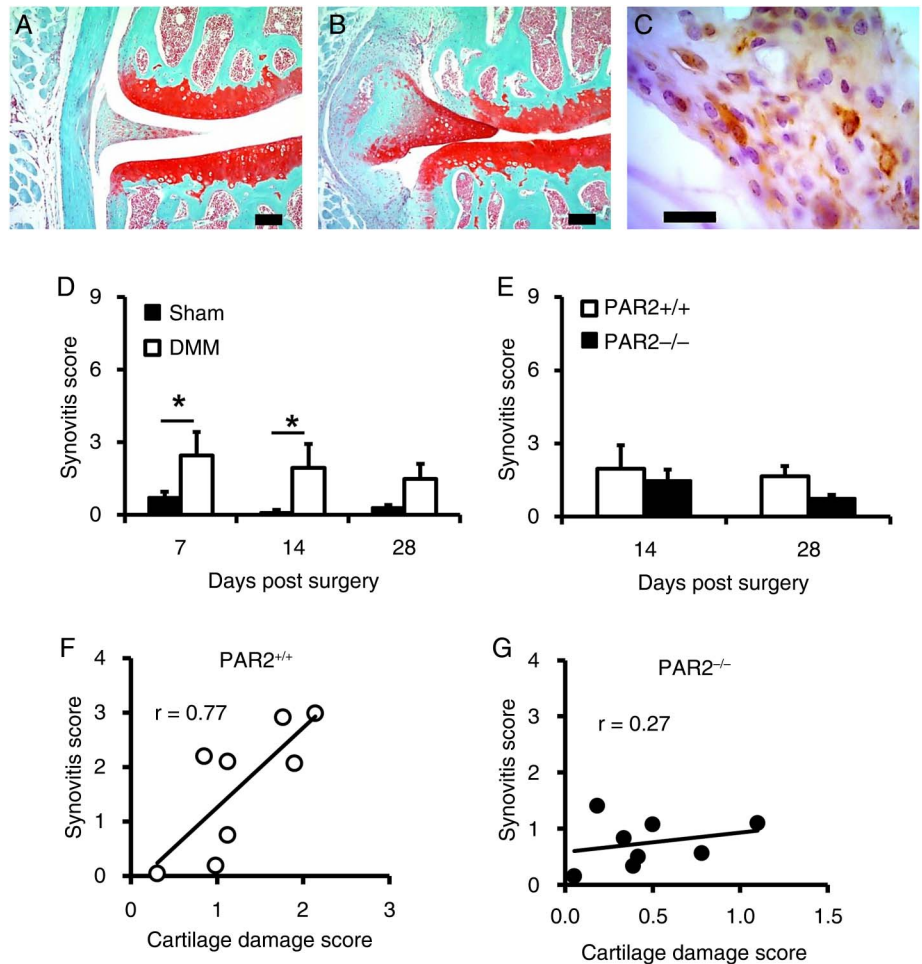 A B C
D
9
6
3
0
Synovitis score
Sham
DMM
*
*
7 14 28
Days post surgery
E
9
6
3
0
Synovitis score
PAR2+/+
PAR2–/–
14 28
Days post surgery
F
4
3
2
1
0
Synovitis score
PAR2+/+
r = 0.77
0 1 2 3
Cartilage damage score
G
4
3
2
1
0
Synovitis score
PAR2–/–
r = 0.27
0.0 0.5 1.0 1.5
Cartilage damage score